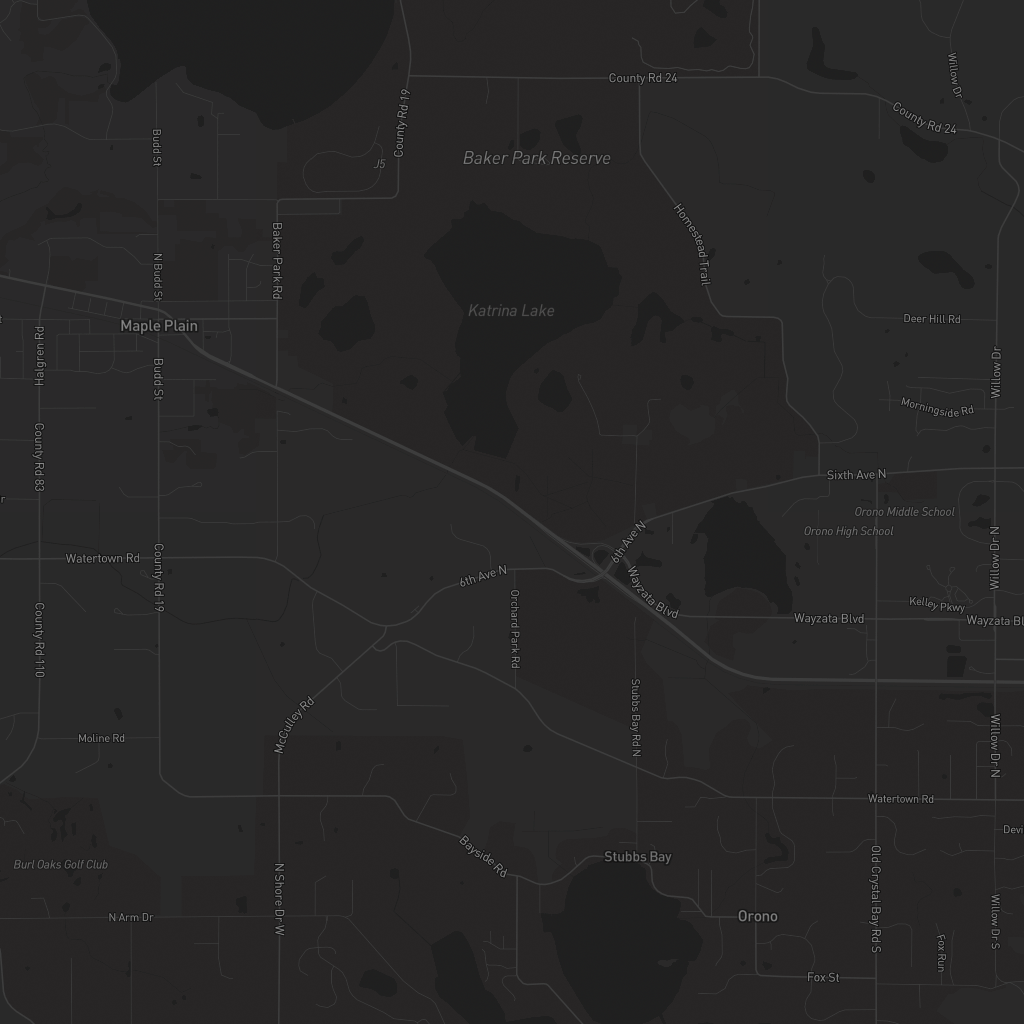 County Rd 24
Willow Dr
County Rd 19
County Rd 24
Budd St
Baker Park Reserve
J5
Homestead Trail
Baker Park Rd
N Budd St
Katrina Lake
Deer Hill Rd
Maple Plain
Halgren Rd
Budd St
Willow Dr
Morningside Rd
County Rd 83
Sixth Ave N
Orono Middle School
Orono High School
6th Ave N
Willow Dr N
Watertown Rd
6th Ave N
County Rd 19
Wayzata Blvd
Kelley Pkwy
Orchard Park Rd
Wayzata Blvd
Wayzata Bl
County Rd 110
Stubbs Bay Rd N
McCulley Rd
Moline Rd
Willow Dr N
Watertown Rd
Devi
Bayside Rd
Stubbs Bay
Burl Oaks Golf Club
N Shore Dr W
Old Crystal Bay Rd S
N Arm Dr
Orono
Willow Dr S
Fox Run
Fox St